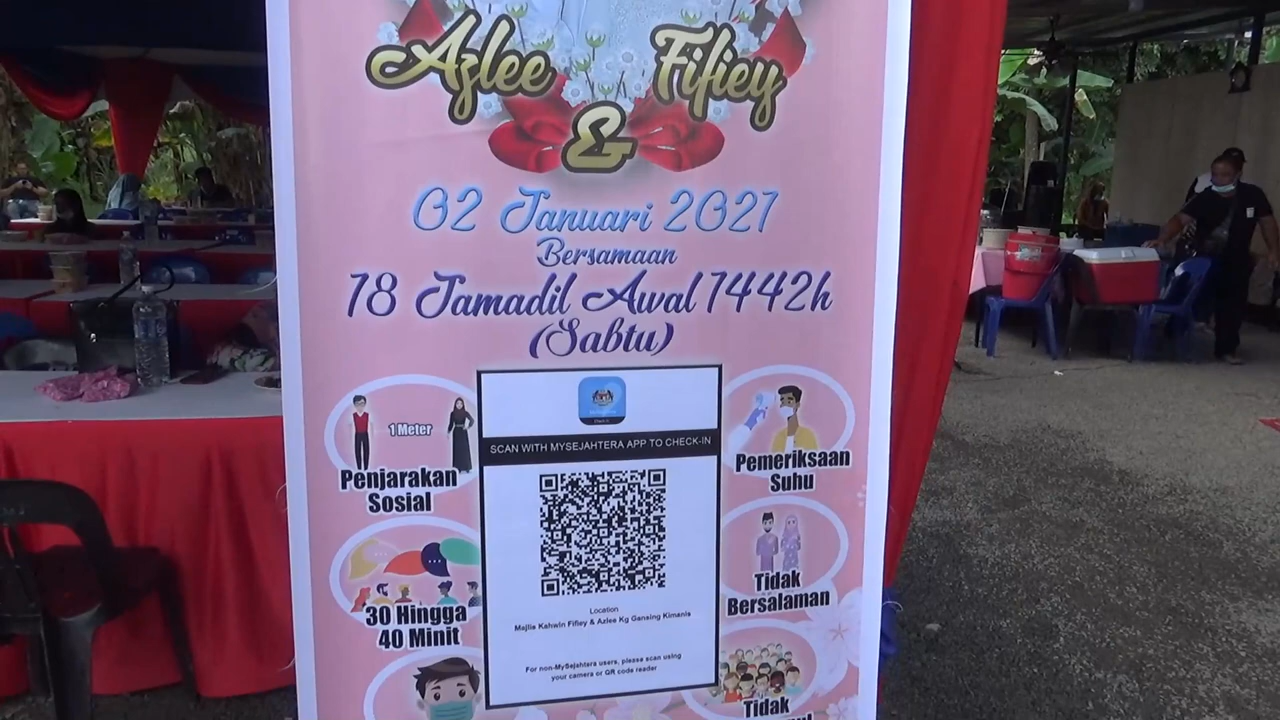 Azlee
Fifiey
&
02 Januari 2021
Bersamaan
18 Jamadil Awal 1442h
(Sabtu)
1 Meter
Penjarakan
Sosial
30 Hingga
40 Minit
SCAN WITH MYSEJAHTERA APP TO CHECK-IN
Location
Majlis Kahwin Fifiey & Azlee Kg Gansing Kimanis
For non-MySejahtera users, please scan using
your camera or QR code reader
Pemeriksaan
Suhu
Tidak
Bersalaman
Tidak